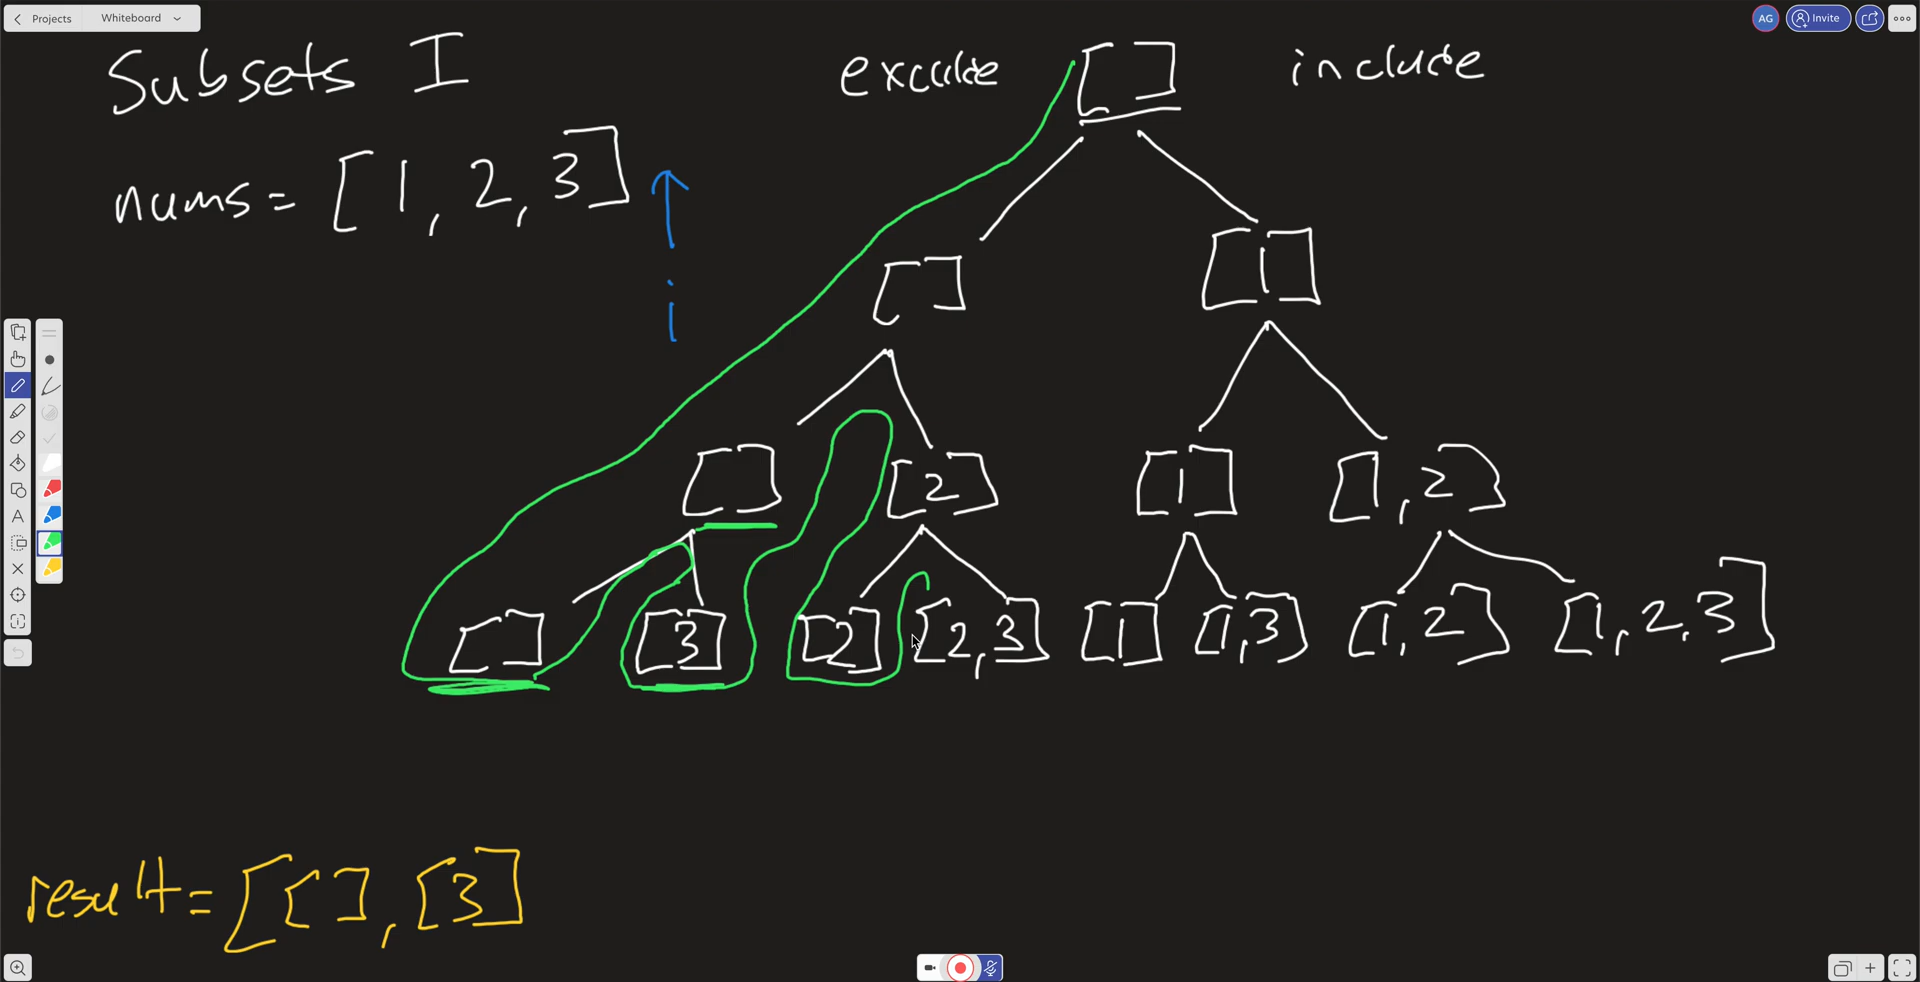 Projects Whiteboard
AG Invite
Subsets I
exclude [ ] include
nums = [1, 2, 3]
i
[ ] [1]
[ ] [2] [1] [1, 2]
[ ] [3] [2] [2, 3] [1] [1, 3] [1, 2] [1, 2, 3]
result = [[ ], [3]